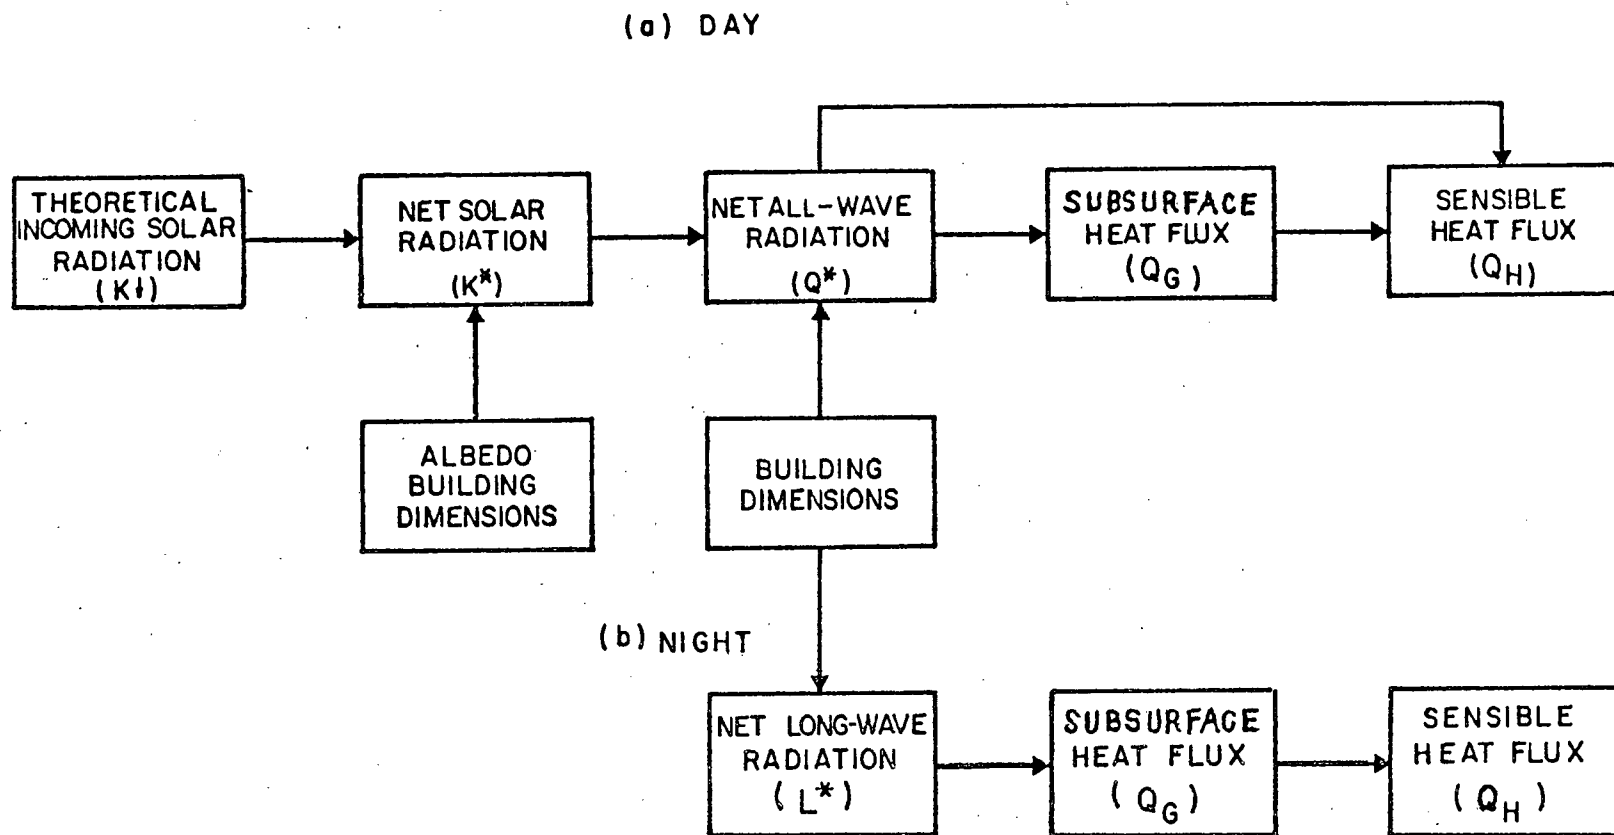 (a) DAY
THEORETICAL
INCOMING SOLAR
RADIATION
(K↓)
NET SOLAR
RADIATION
(K*)
NET ALL-WAVE
RADIATION
(Q*)
SUBSURFACE
HEAT FLUX
(QG)
SENSIBLE
HEAT FLUX
(QH)
ALBEDO
BUILDING
DIMENSIONS
BUILDING
DIMENSIONS
(b) NIGHT
NET LONG-WAVE
RADIATION
(L*)
SUBSURFACE
HEAT FLUX
(QG)
SENSIBLE
HEAT FLUX
(QH)